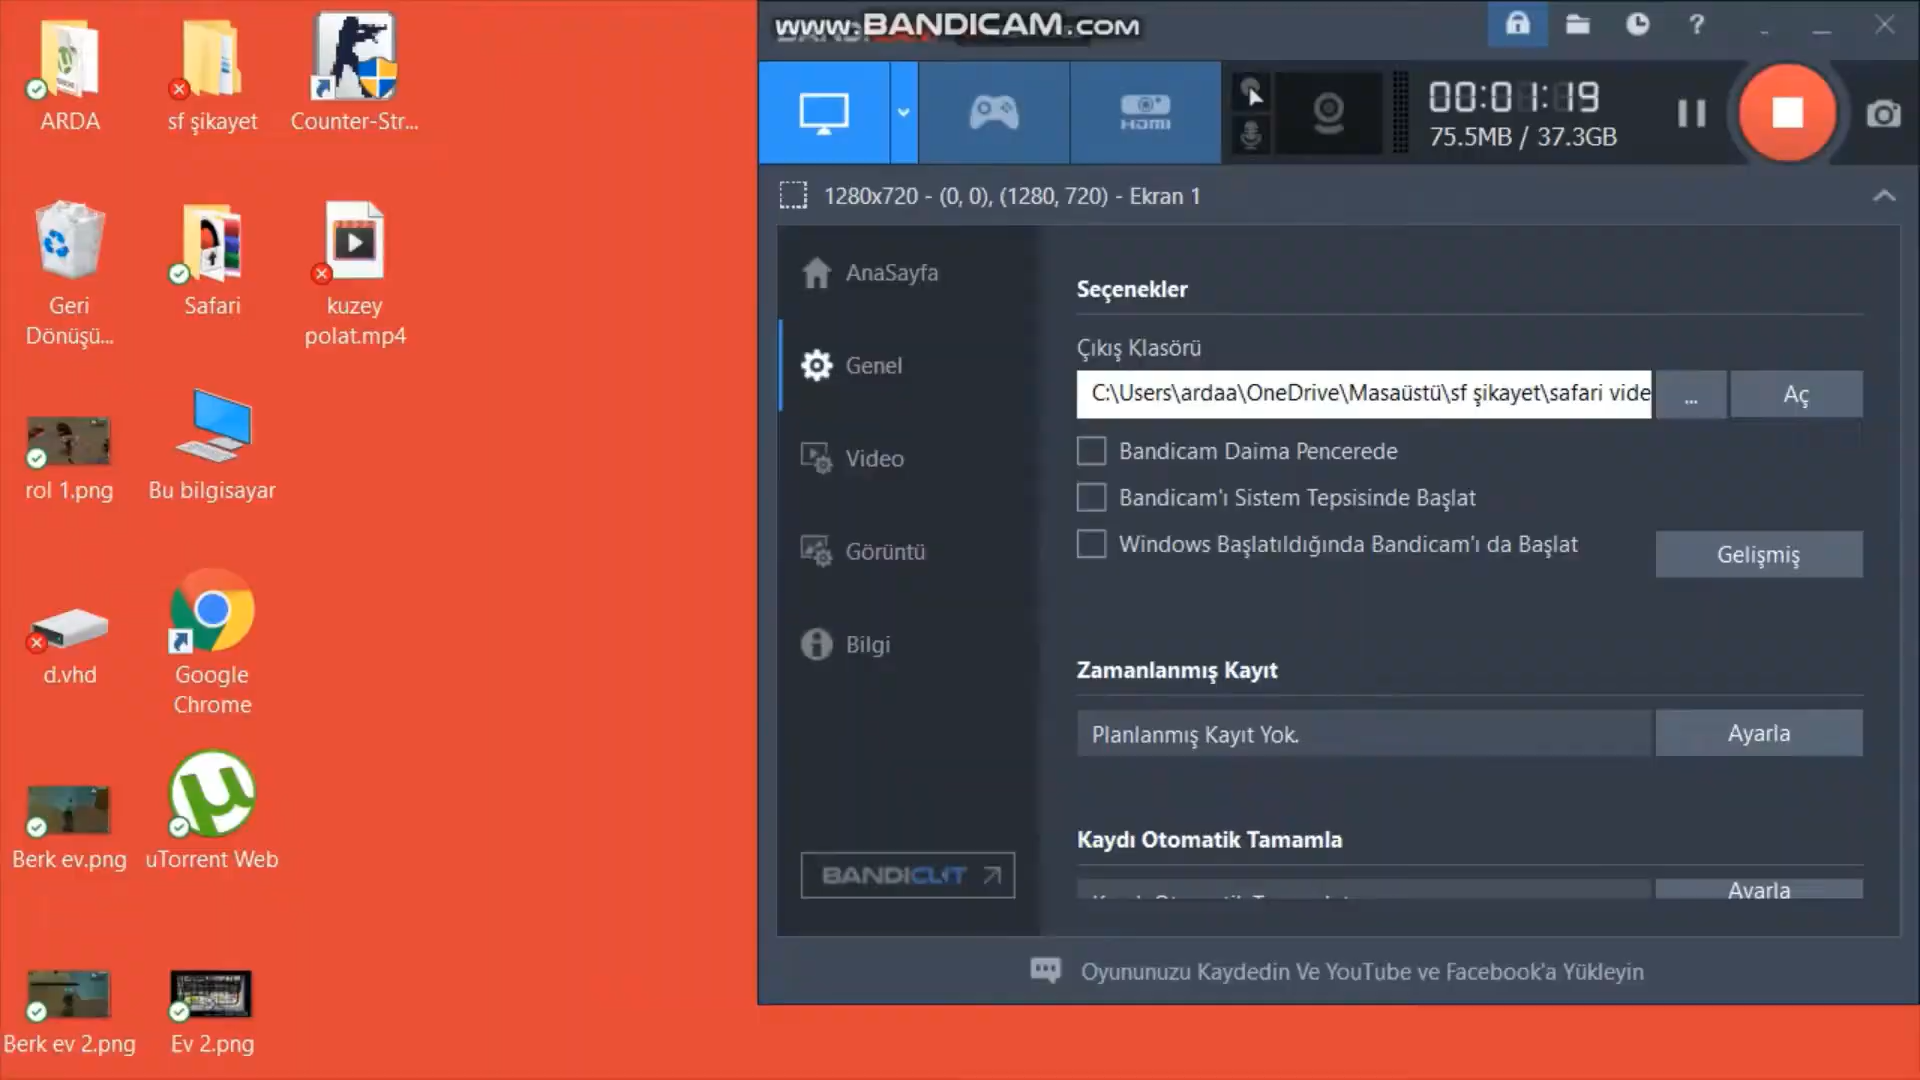 ARDA
sf şikayet
Counter-Str...
Geri
Dönüşü...
Safari
kuzey
polat.mp4
rol 1.png
Bu bilgisayar
d.vhd
Google
Chrome
Berk ev.png
uTorrent Web
Berk ev 2.png
Ev 2.png
www.BANDICAM.com
HDMI
00:01:19
75.5MB / 37.3GB
1280x720 - (0, 0), (1280, 720) - Ekran 1
AnaSayfa
Genel
Video
Görüntü
Bilgi
BANDICUT
Seçenekler
Çıkış Klasörü
C:\Users\ardaa\OneDrive\Masaüstü\sf şikayet\safari vide
...
Aç
Bandicam Daima Pencerede
Bandicam'ı Sistem Tepsisinde Başlat
Windows Başlatıldığında Bandicam'ı da Başlat
Gelişmiş
Zamanlanmış Kayıt
Planlanmış Kayıt Yok.
Ayarla
Kaydı Otomatik Tamamla
Ayarla
Oyununuzu Kaydedin Ve YouTube ve Facebook'a Yükleyin